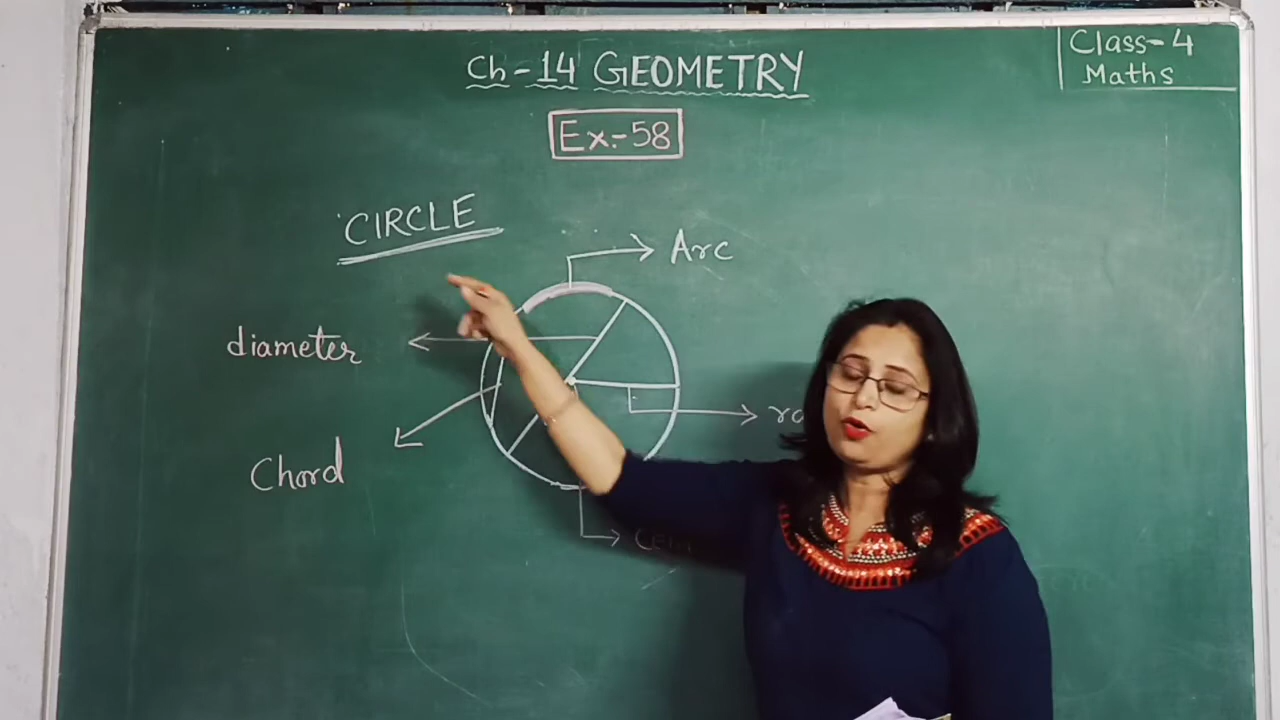 Ch-14 GEOMETRY
Class-4
Maths
Ex.-58
CIRCLE
Arc
diameter
Chord